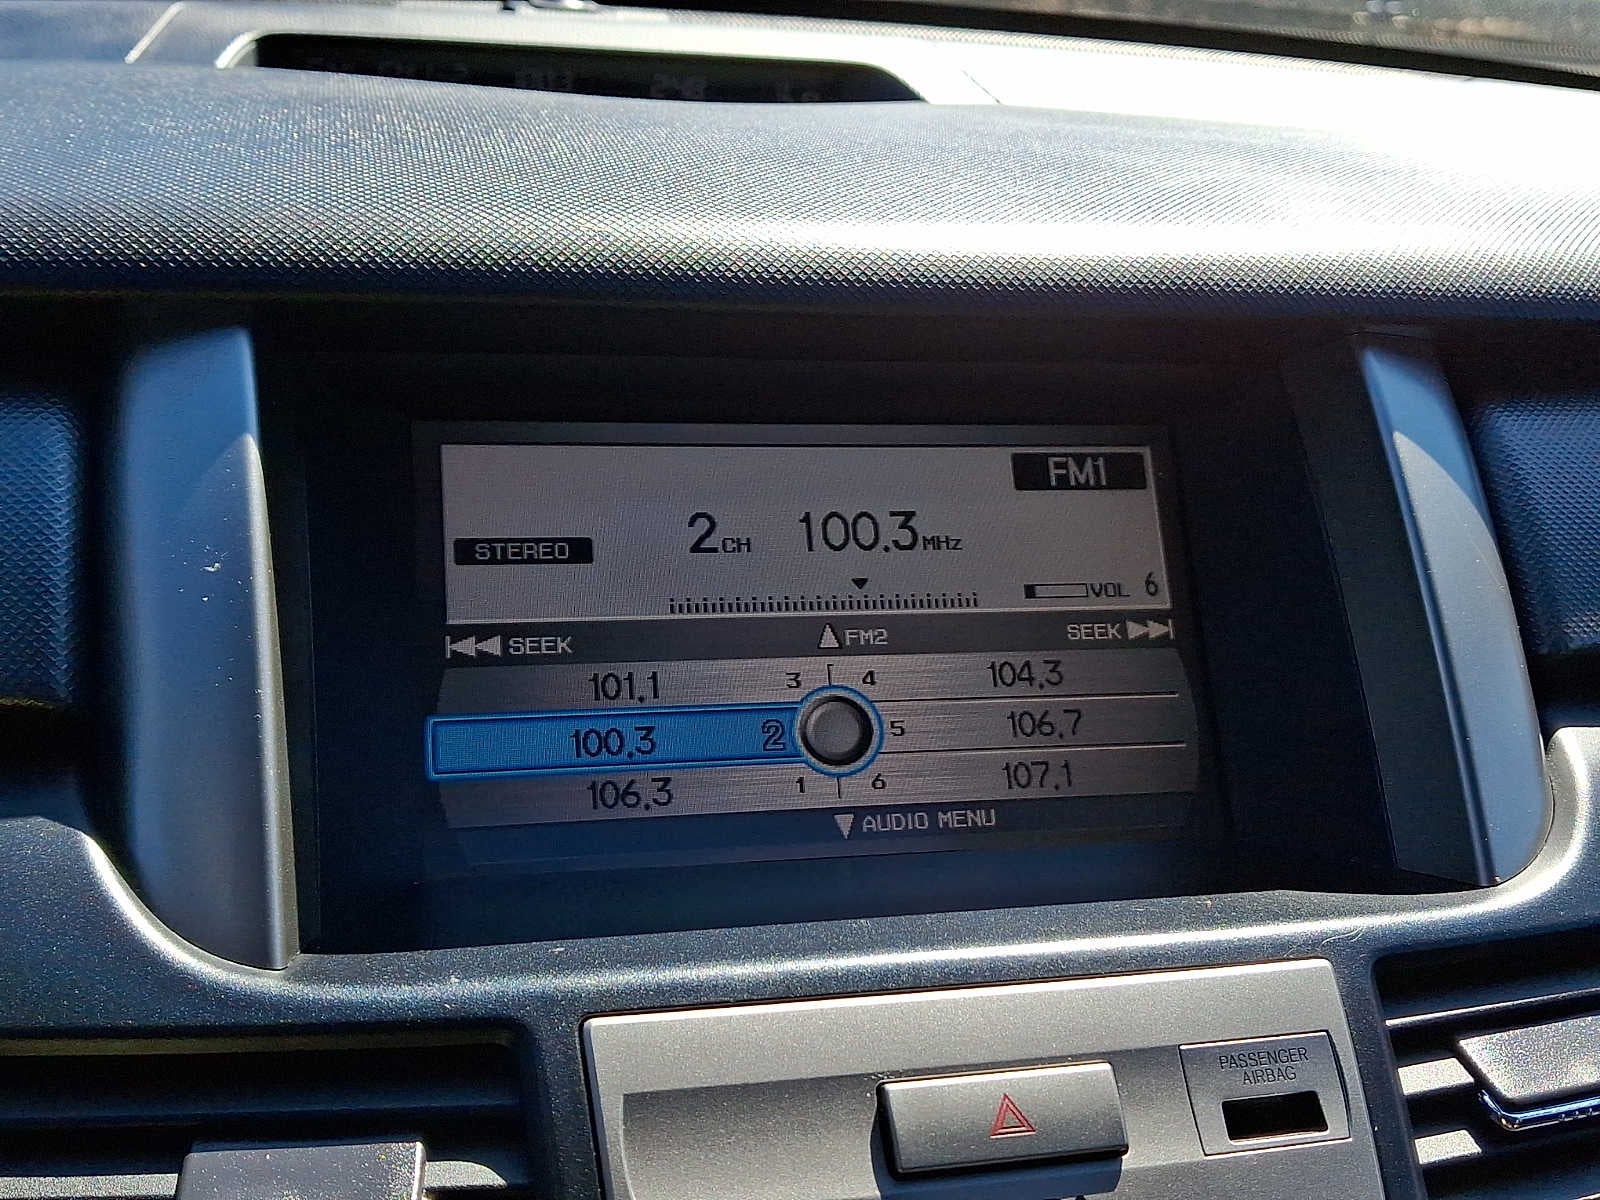 FM1
STEREO 2CH 100.3MHz
VOL 6
SEEK FM2 SEEK
101.1 3 4 104.3
100.3 2 5 106.7
106.3 1 6 107.1
AUDIO MENU
PASSENGER
AIRBAG